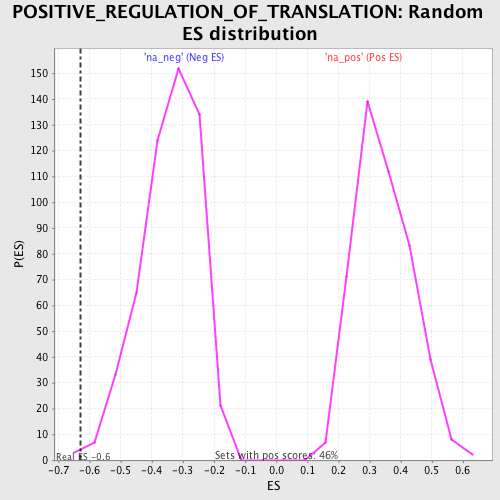 POSITIVE_REGULATION_OF_TRANSLATION: Random
ES distribution
'na_neg' (Neg ES)
'na_pos' (Pos ES)
150
140
130
120
110
100
90
80
70
60
50
40
30
20
10
0
P(ES)
Real ES -0.6
Sets with pos scores: 46%
-0.7 -0.6 -0.5 -0.4 -0.3 -0.2 -0.1 0.0 0.1 0.2 0.3 0.4 0.5 0.6
ES